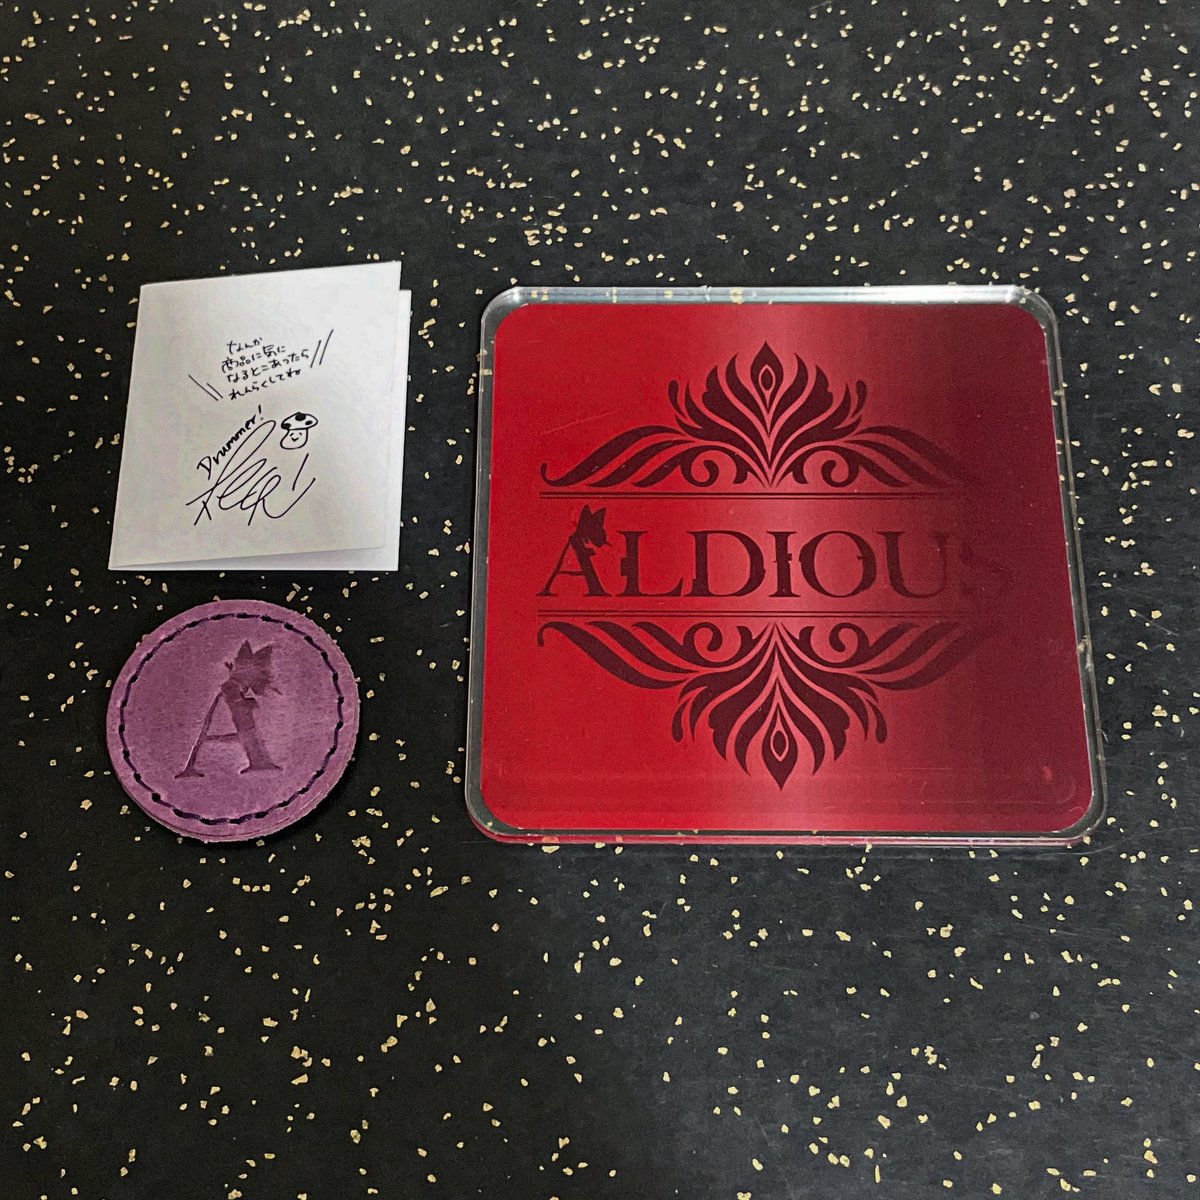 なんか
商品に気に
なるとこあったら
れんらくしてね
Drummer!
ALDIOUS
A